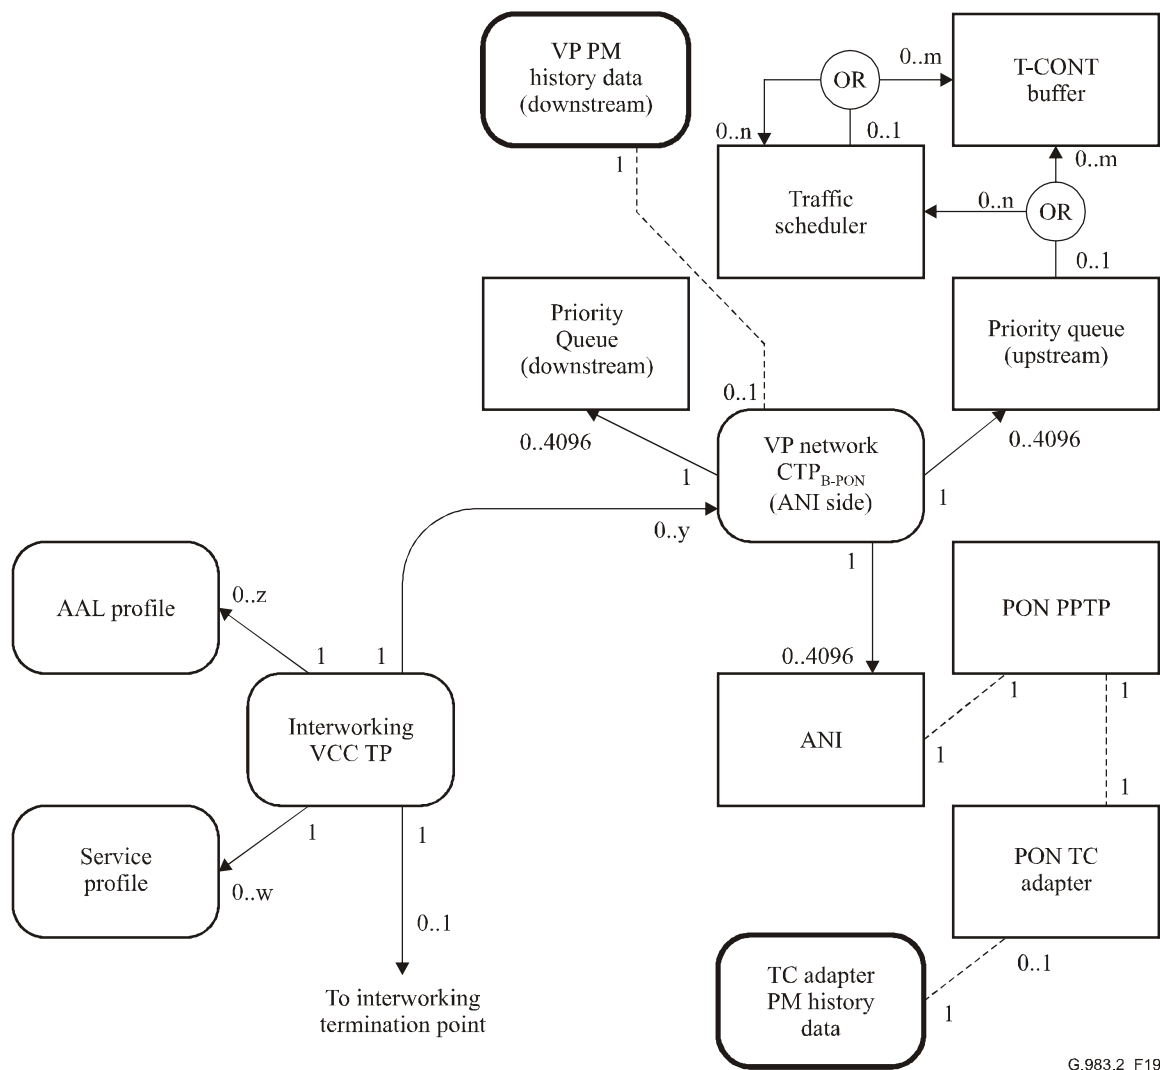 VP PM
history data
(downstream)
1
OR
0..m
0..n
0..1
T-CONT
buffer
Traffic
scheduler
0..m
0..n
OR
0..1
Priority
Queue
(downstream)
Priority queue
(upstream)
0..1
0..4096
1
VP network
CTP_B-PON
(ANI side)
0..4096
1
0..y
1
AAL profile
0..z
1
1
PON PPTP
0..4096
1
1
Interworking
VCC TP
ANI
1
1
1
1
Service
profile
0..w
PON TC
adapter
0..1
0..1
To interworking
termination point
TC adapter
PM history
data
1
G.983.2_F19